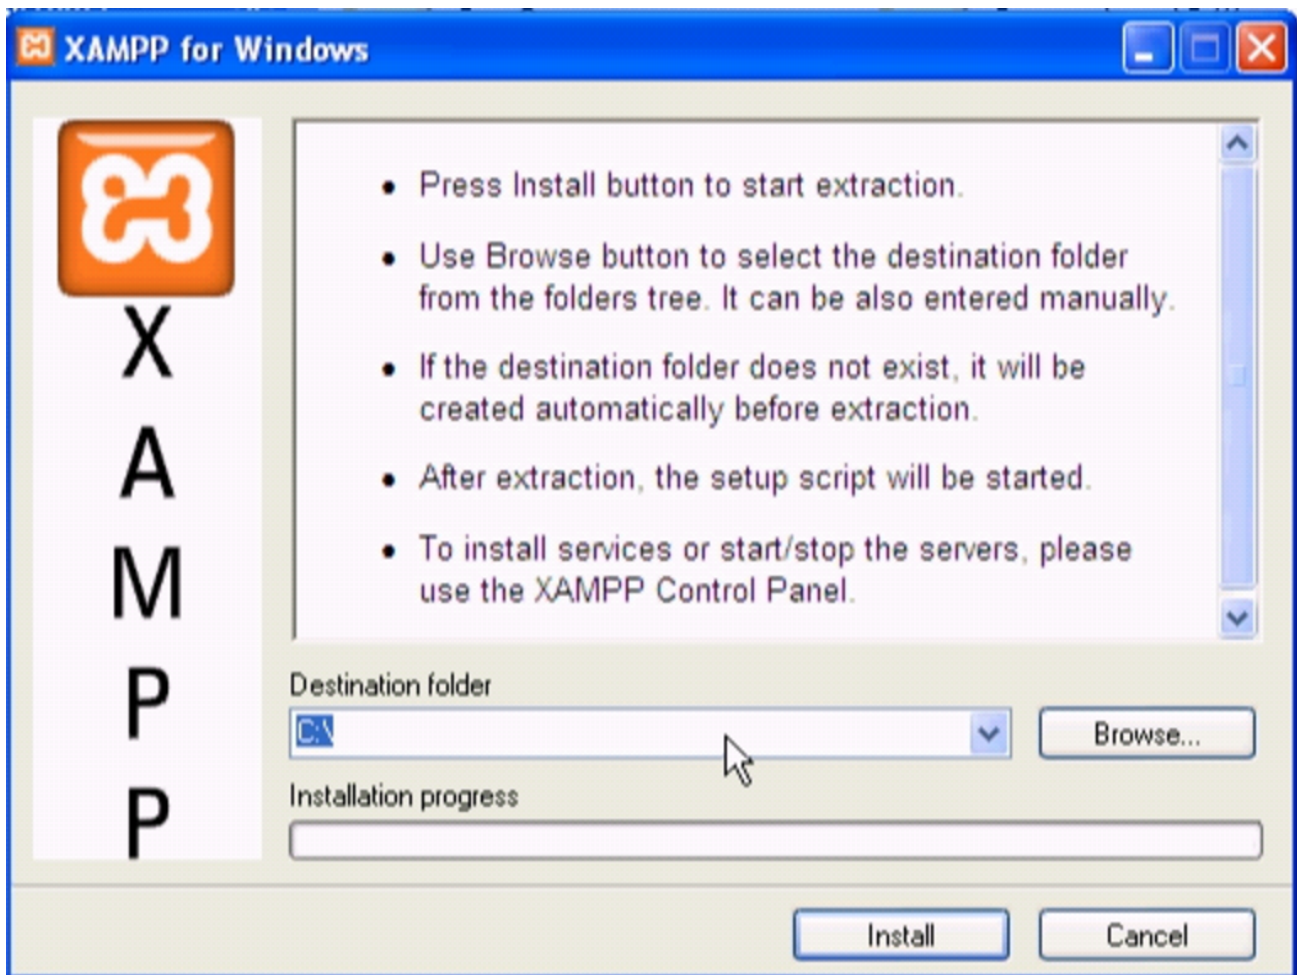 XAMPP for Windows
X
A
M
P
P
• Press Install button to start extraction.
• Use Browse button to select the destination folder
from the folders tree. It can be also entered manually.
• If the destination folder does not exist, it will be
created automatically before extraction.
• After extraction, the setup script will be started.
• To install services or start/stop the servers, please
use the XAMPP Control Panel.
Destination folder
C:\
Browse...
Installation progress
Install
Cancel